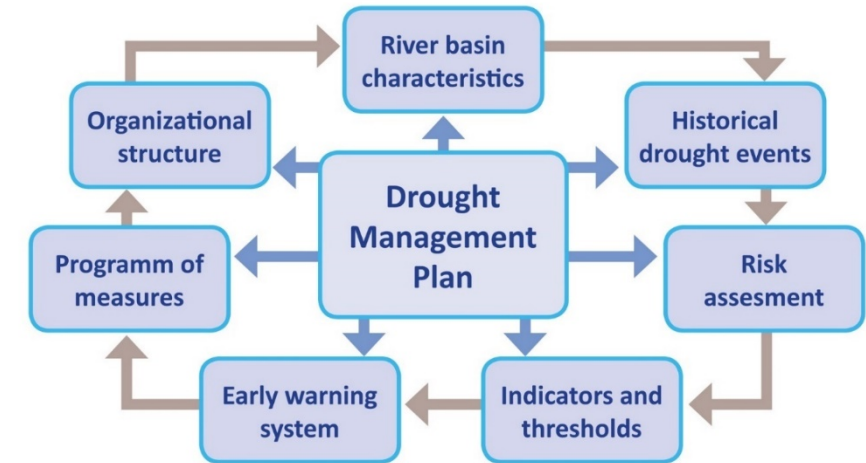 River basin
characteristics
Organizational
structure
Historical
drought events
Drought
Management
Plan
Programm of
measures
Risk
assesment
Early warning
system
Indicators and
thresholds